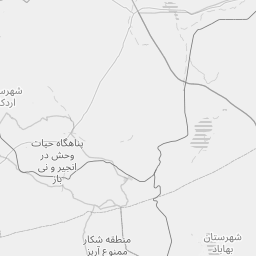 شهرس
اردک
پناهگاه حیات
وحش در
انجیر و نی
باز
شهرستان
بهاباد
منطقه شکار
ممنوع آریز